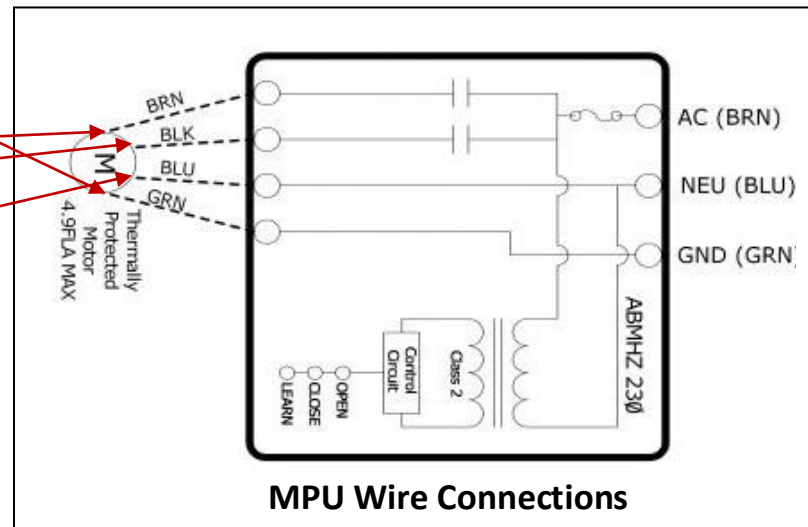 BRN
BLK
BLU
GRN
M
Thermally
Protected
Motor
4.9FLA MAX
AC (BRN)
NEU (BLU)
GND (GRN)
ABMHZ 230
Class 2
Control
Circuit
OPEN
CLOSE
LEARN
MPU Wire Connections